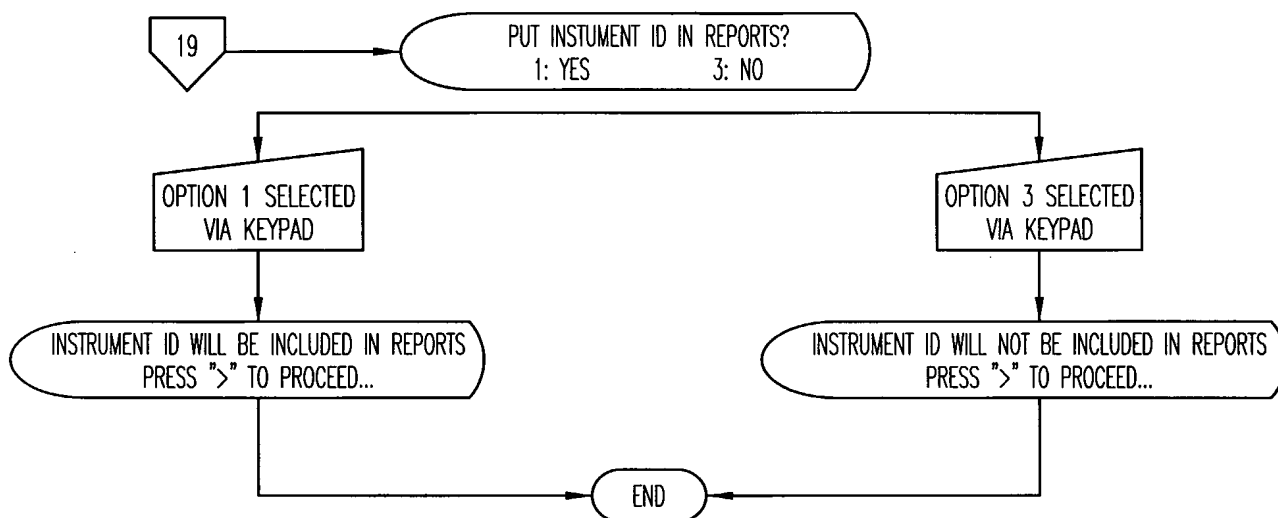 19
PUT INSTUMENT ID IN REPORTS?
1: YES 3: NO
OPTION 1 SELECTED
VIA KEYPAD
OPTION 3 SELECTED
VIA KEYPAD
INSTRUMENT ID WILL BE INCLUDED IN REPORTS
PRESS ">" TO PROCEED...
INSTRUMENT ID WILL NOT BE INCLUDED IN REPORTS
PRESS ">" TO PROCEED...
END